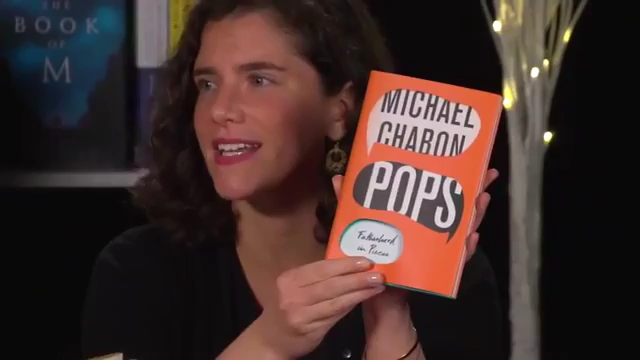 THE
BOOK
OF
M
MICHAEL
CHABON
POPS
Fatherhood
in Pieces